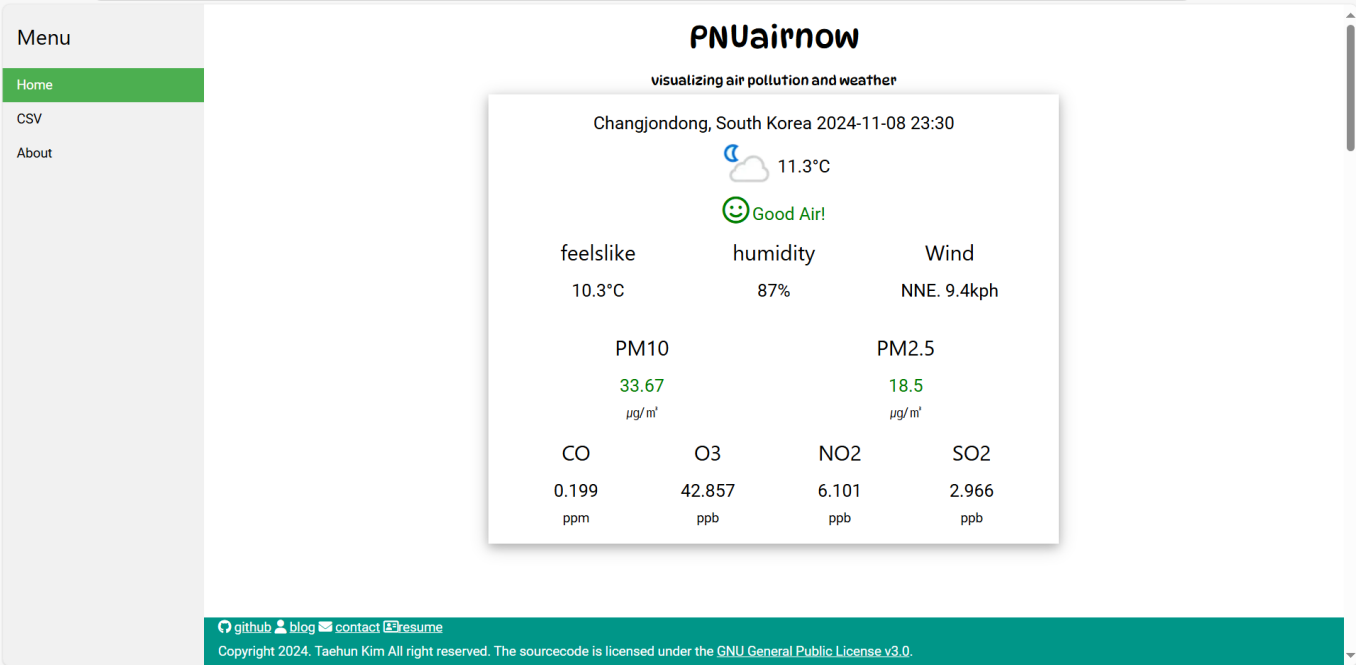 Menu
Home
CSV
About
PNUairnow
visualizing air pollution and weather
Changjondong, South Korea 2024-11-08 23:30
11.3°C
Good Air!
feelslike humidity Wind
10.3°C 87% NNE. 9.4kph
PM10 PM2.5
33.67 18.5
㎍/㎥ ㎍/㎥
CO O3 NO2 SO2
0.199 42.857 6.101 2.966
ppm ppb ppb ppb
github blog contact resume
Copyright 2024. Taehun Kim All right reserved. The sourcecode is licensed under the GNU General Public License v3.0.